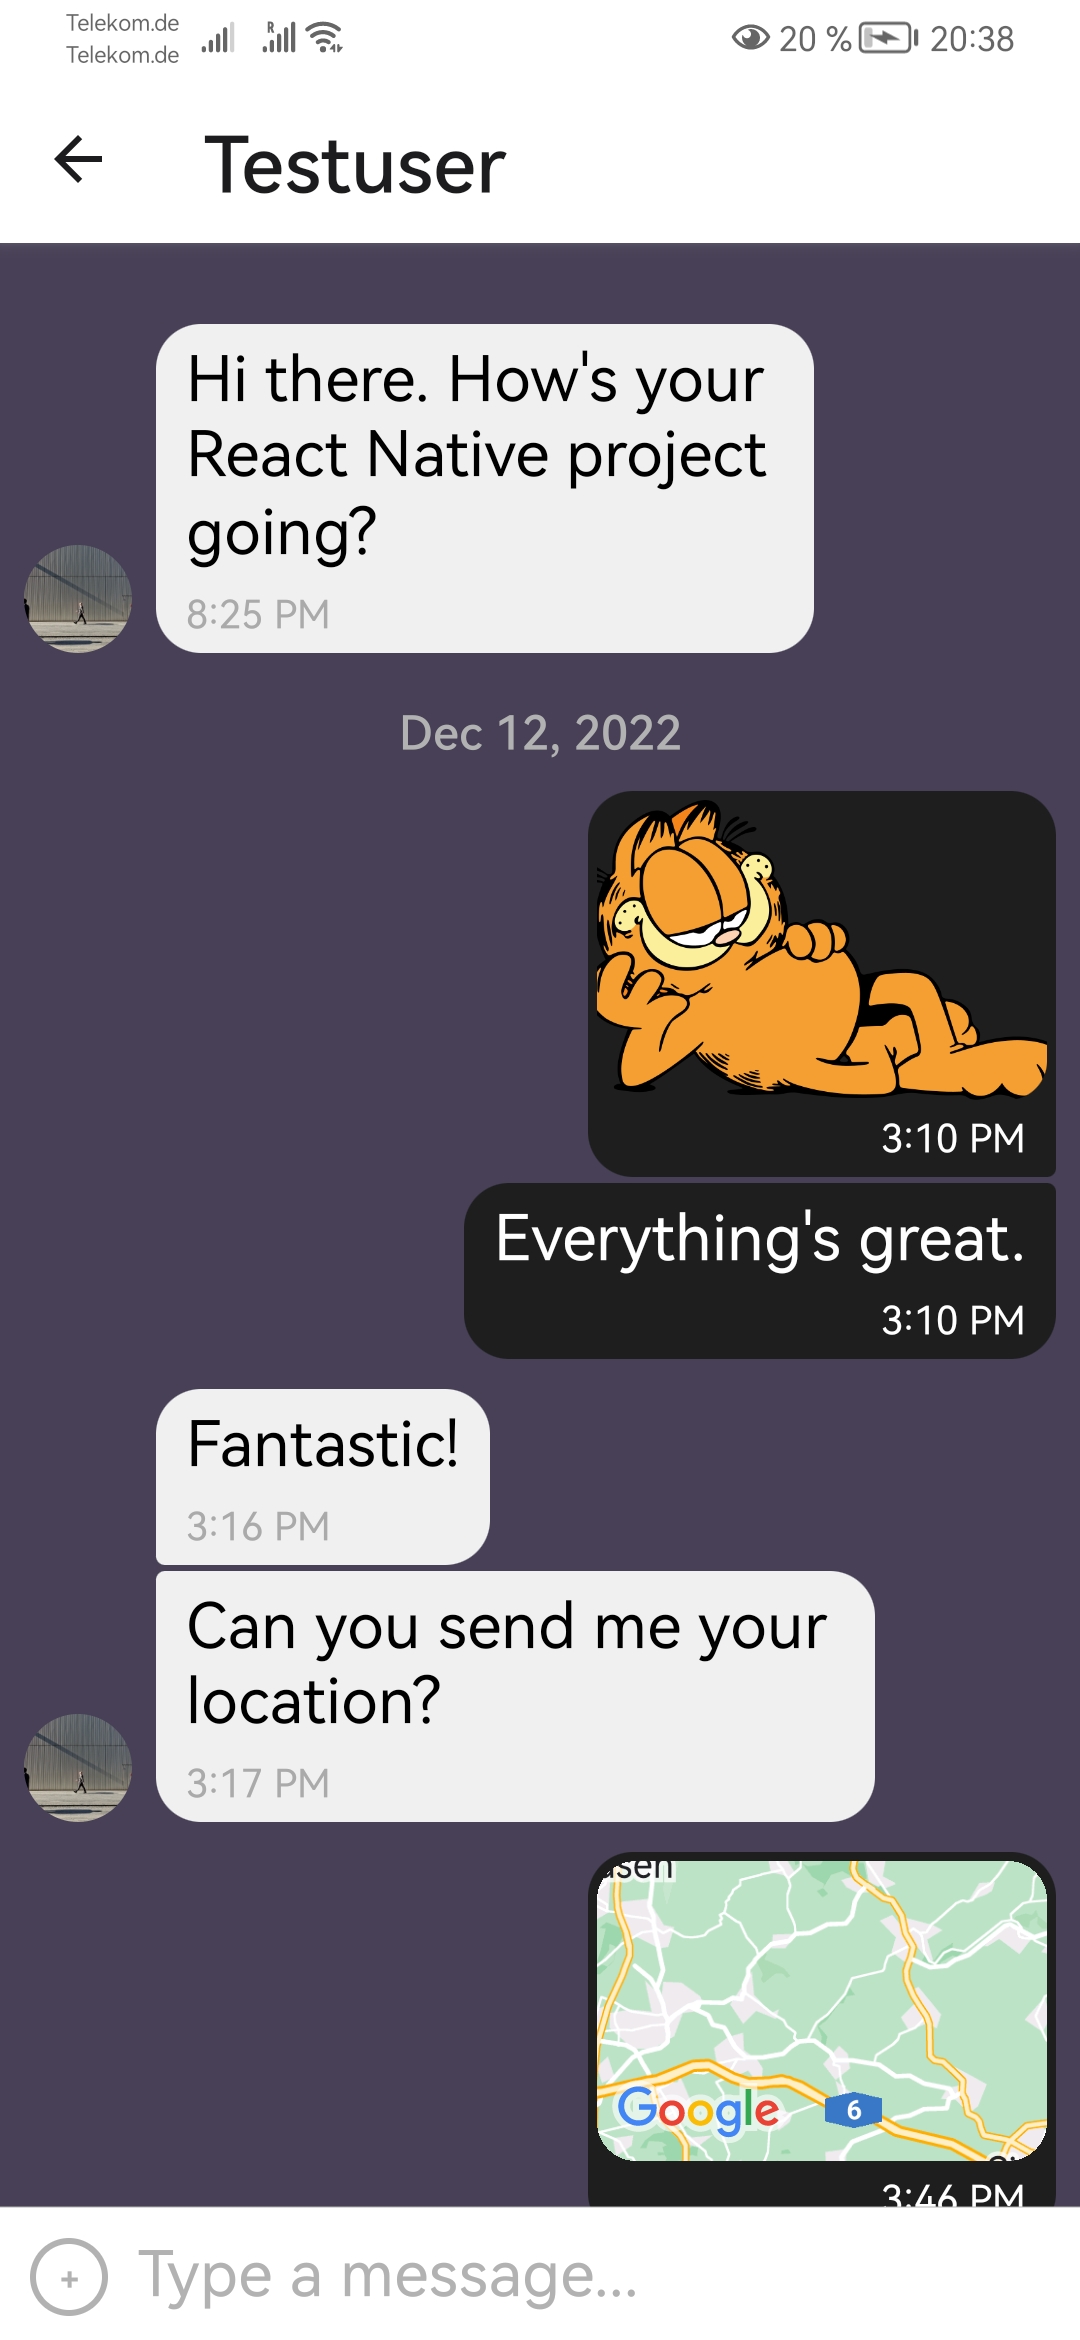 Telekom.de
Telekom.de
R
20 %
20:38
Testuser
Hi there. How's your
React Native project
going?
8:25 PM
Dec 12, 2022
3:10 PM
Everything's great.
3:10 PM
Fantastic!
3:16 PM
Can you send me your
location?
3:17 PM
Google
6
3:46 PM
+
Type a message...